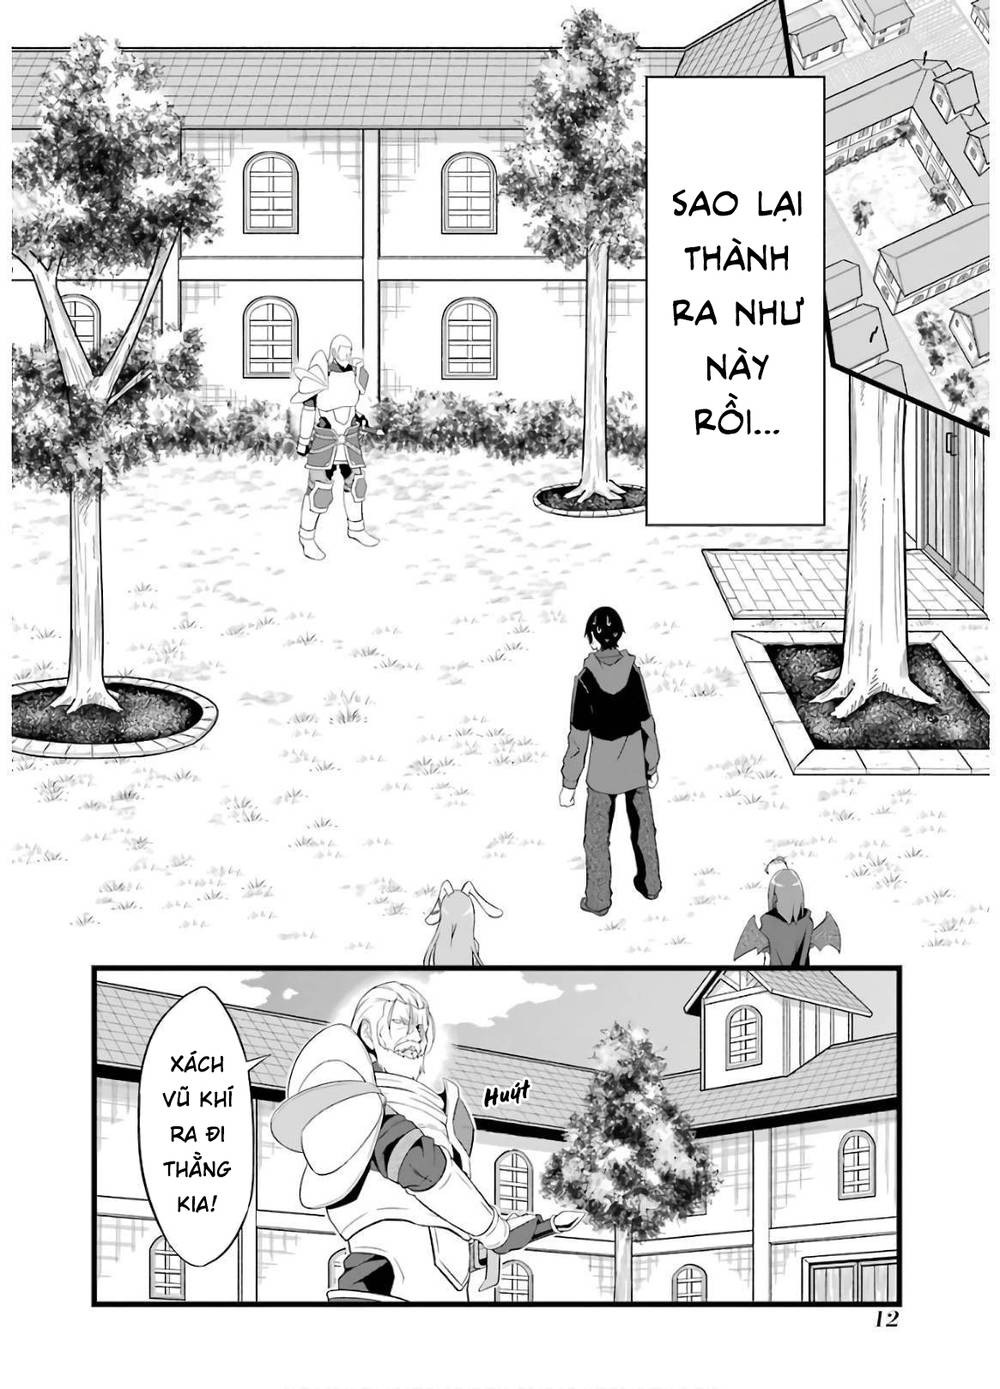 SAO LẠI
THÀNH
RA NHƯ
NÀY
RỒI...
XÁCH
VŨ KHÍ
RA ĐI
THẰNG
KIA!
Huýt
12